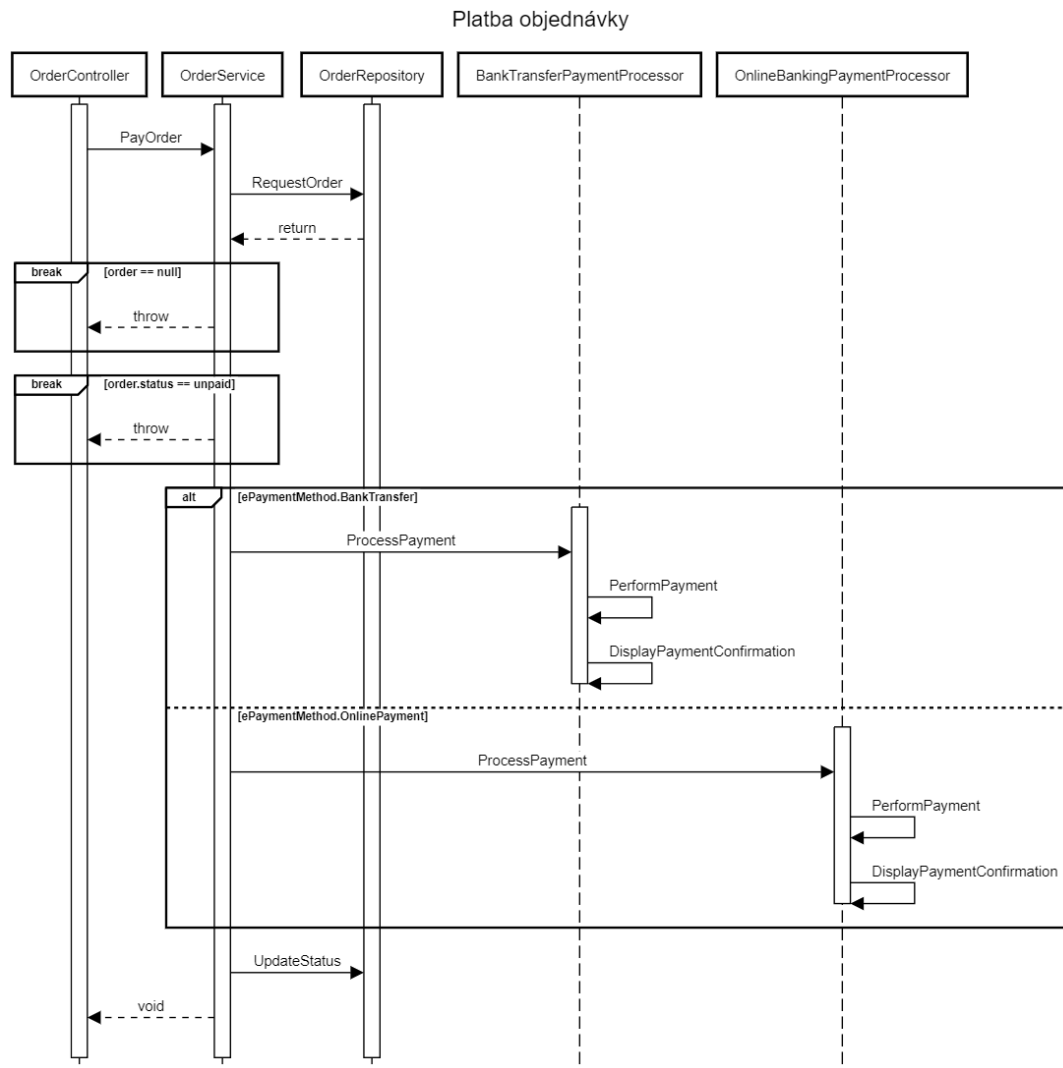 Platba objednávky
OrderController
OrderService
OrderRepository
BankTransferPaymentProcessor
OnlineBankingPaymentProcessor
PayOrder
RequestOrder
return
break
[order == null]
throw
break
[order.status == unpaid]
throw
alt
[ePaymentMethod.BankTransfer]
ProcessPayment
PerformPayment
DisplayPaymentConfirmation
[ePaymentMethod.OnlinePayment]
ProcessPayment
PerformPayment
DisplayPaymentConfirmation
UpdateStatus
void